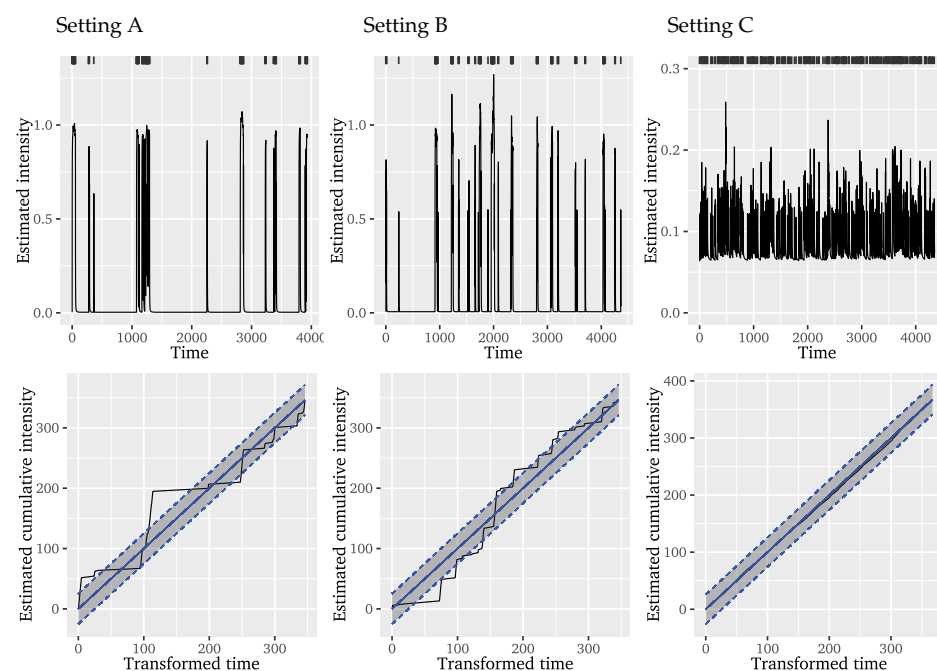 Setting A
Setting B
Setting C
Estimated intensity
1.0
0.5
0.0
0 1000 2000 3000 4000
Time
Estimated intensity
1.0
0.5
0.0
0 1000 2000 3000 4000
Time
Estimated intensity
0.3
0.2
0.1
0.0
0 1000 2000 3000 4000
Time
Estimated cumulative intensity
300
200
100
0
0 100 200 300
Transformed time
Estimated cumulative intensity
300
200
100
0
0 100 200 300
Transformed time
Estimated cumulative intensity
400
300
200
100
0
0 100 200 300
Transformed time